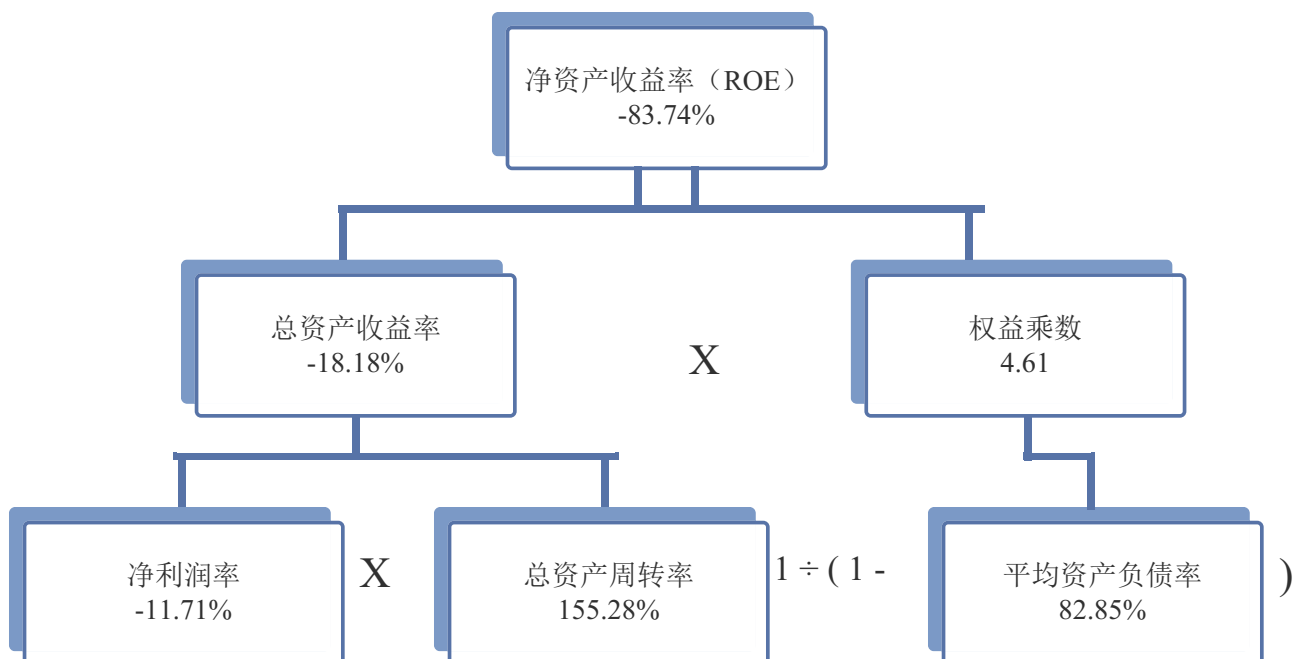 净资产收益率（ROE）
-83.74%
总资产收益率
-18.18%
X
权益乘数
4.61
净利润率
-11.71%
X
总资产周转率
155.28%
1 ÷ ( 1 -
平均资产负债率
82.85%
)